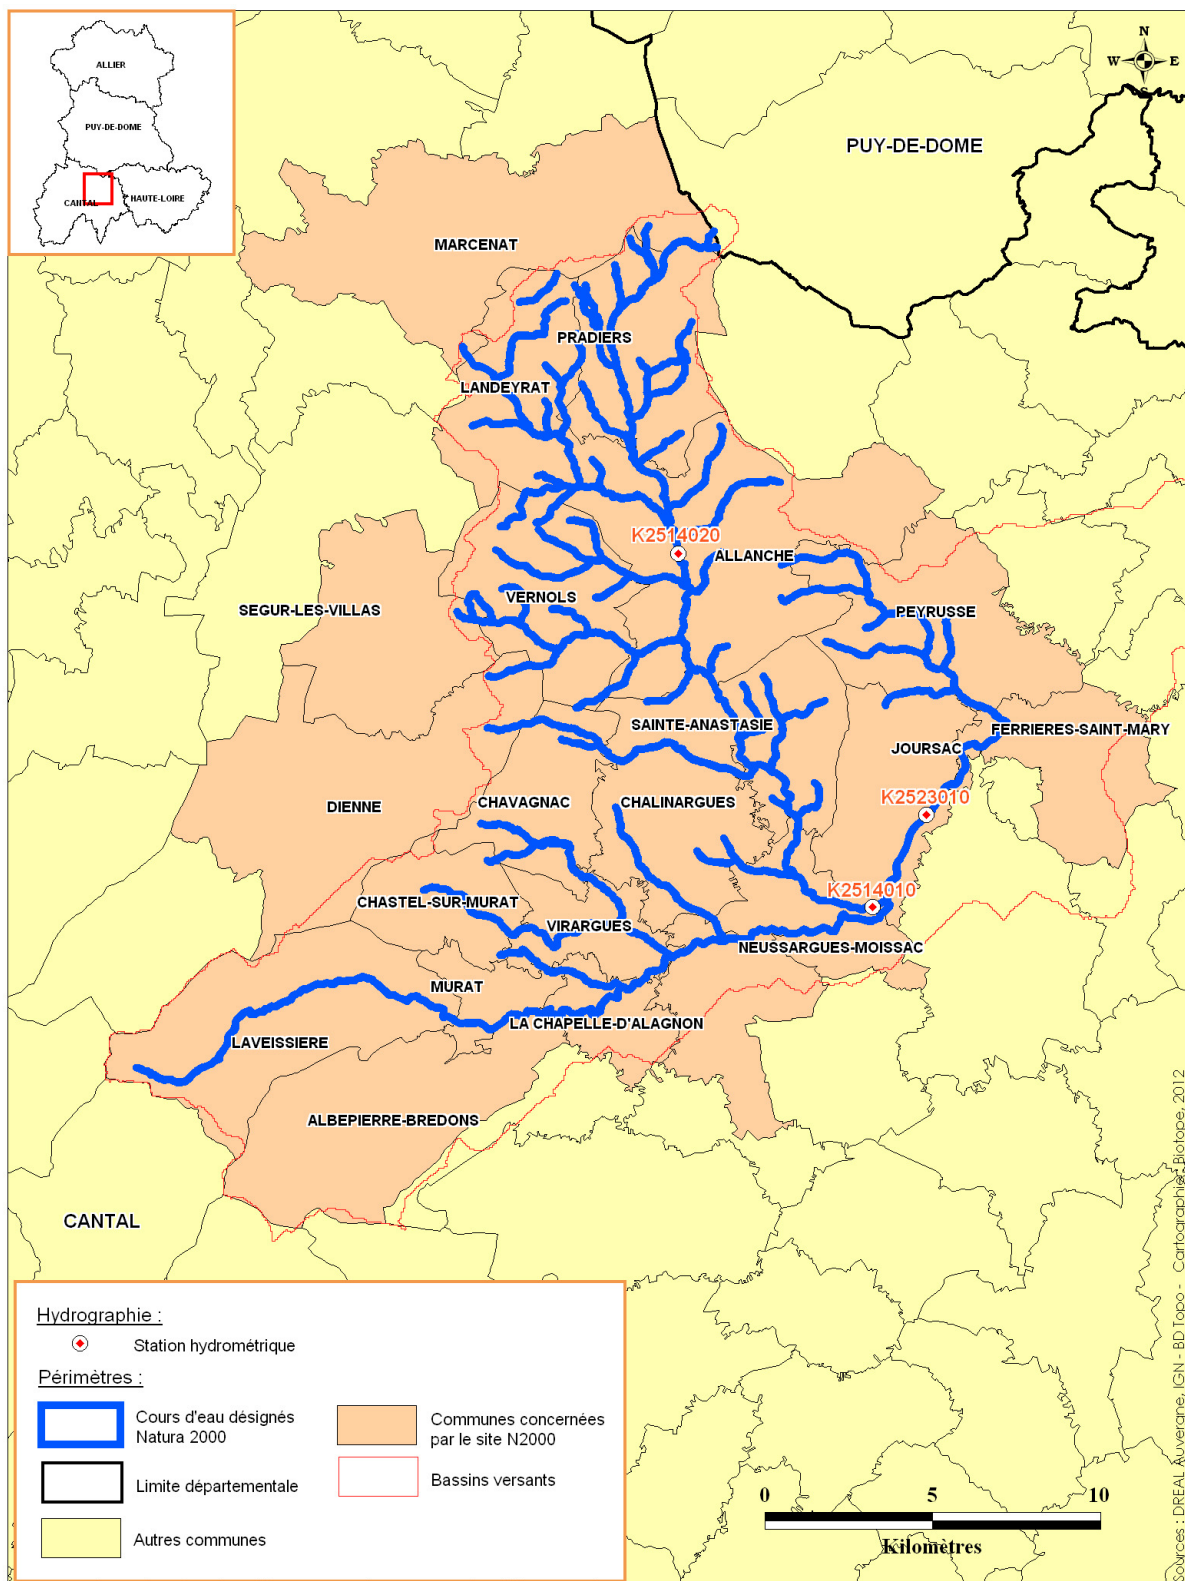 ALLIER
PUY-DE-DOME
CANTAL
HAUTE-LOIRE
N
W
E
S
PUY-DE-DOME
MARCENAT
PRADIERS
LANDEYRAT
K2514020
ALLANCHE
VERNOLS
SEGUR-LES-VILLAS
PEYRUSSE
SAINTE-ANASTASIE
FERRIERES-SAINT-MARY
JOURSAC
DIENNE
CHAVAGNAC
CHALINARGUES
K2523010
K2514010
CHASTEL-SUR-MURAT
VIRARGUES
NEUSSARGUES-MOISSAC
MURAT
LA CHAPELLE-D'ALAGNON
LAVEISSIERE
ALBEPIERRE-BREDONS
CANTAL
Hydrographie :
Station hydrométrique
Périmètres :
Cours d'eau désignés
Natura 2000
Limite départementale
Autres communes
Communes concernées
par le site N2000
Bassins versants
0 5 10
Kilomètres
Sources : DREAL Auvergne, IGN - BD Topo - Cartographie : Biotope, 2012